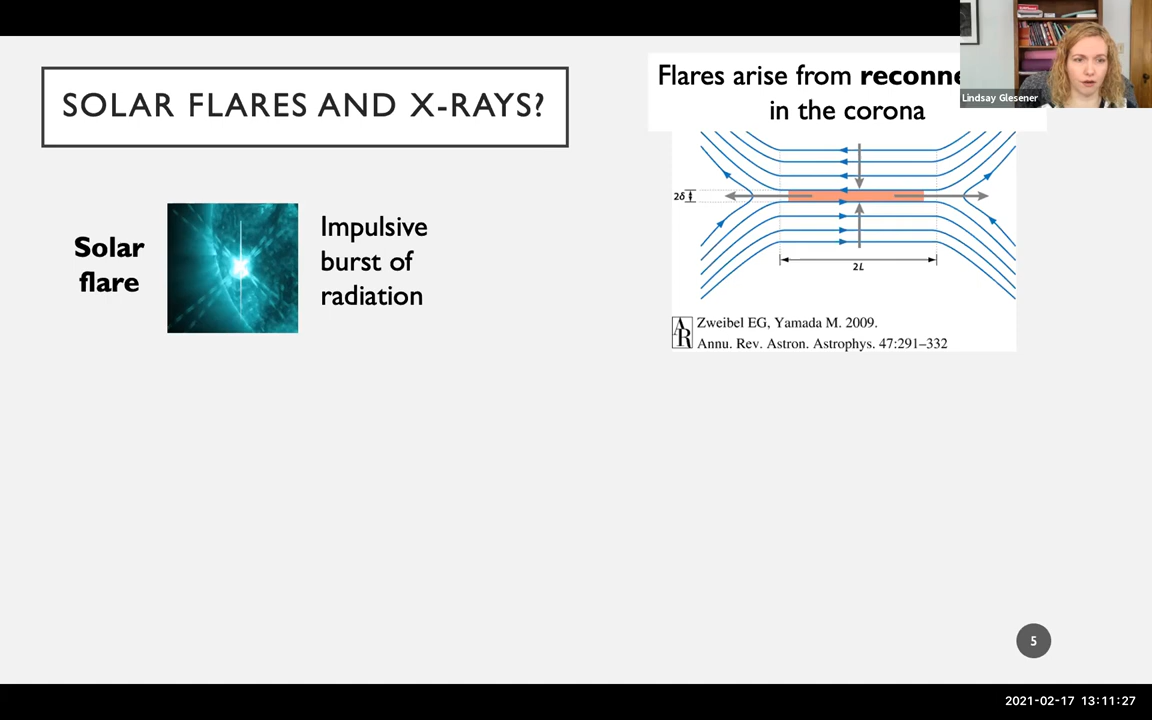 SOLAR FLARES AND X-RAYS?
Solar
flare
Impulsive
burst of
radiation
Flares arise from
in the corona
Lindsay Glesener
2δ
2L
AR
Zweibel EG, Yamada M. 2009.
Annu. Rev. Astron. Astrophys. 47:291–332
5
2021-02-17 13:11:27